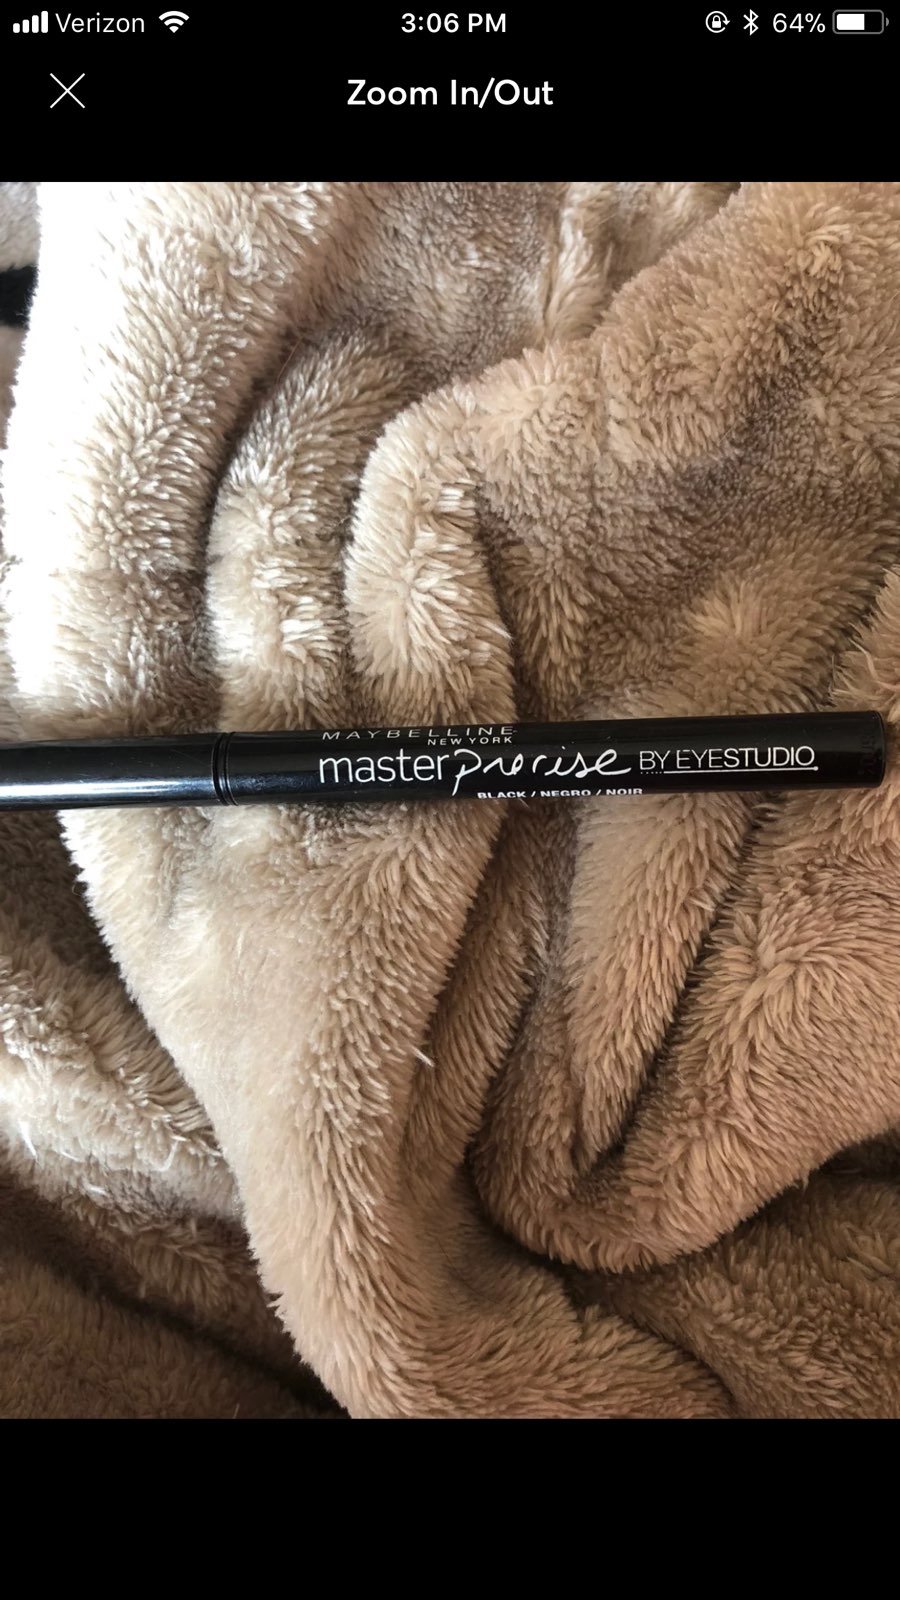 Verizon 3:06 PM 64%
Zoom In/Out
MAYBELLINE
NEW YORK
master precise BY EYESTUDIO
BLACK / NEGRO / NOIR